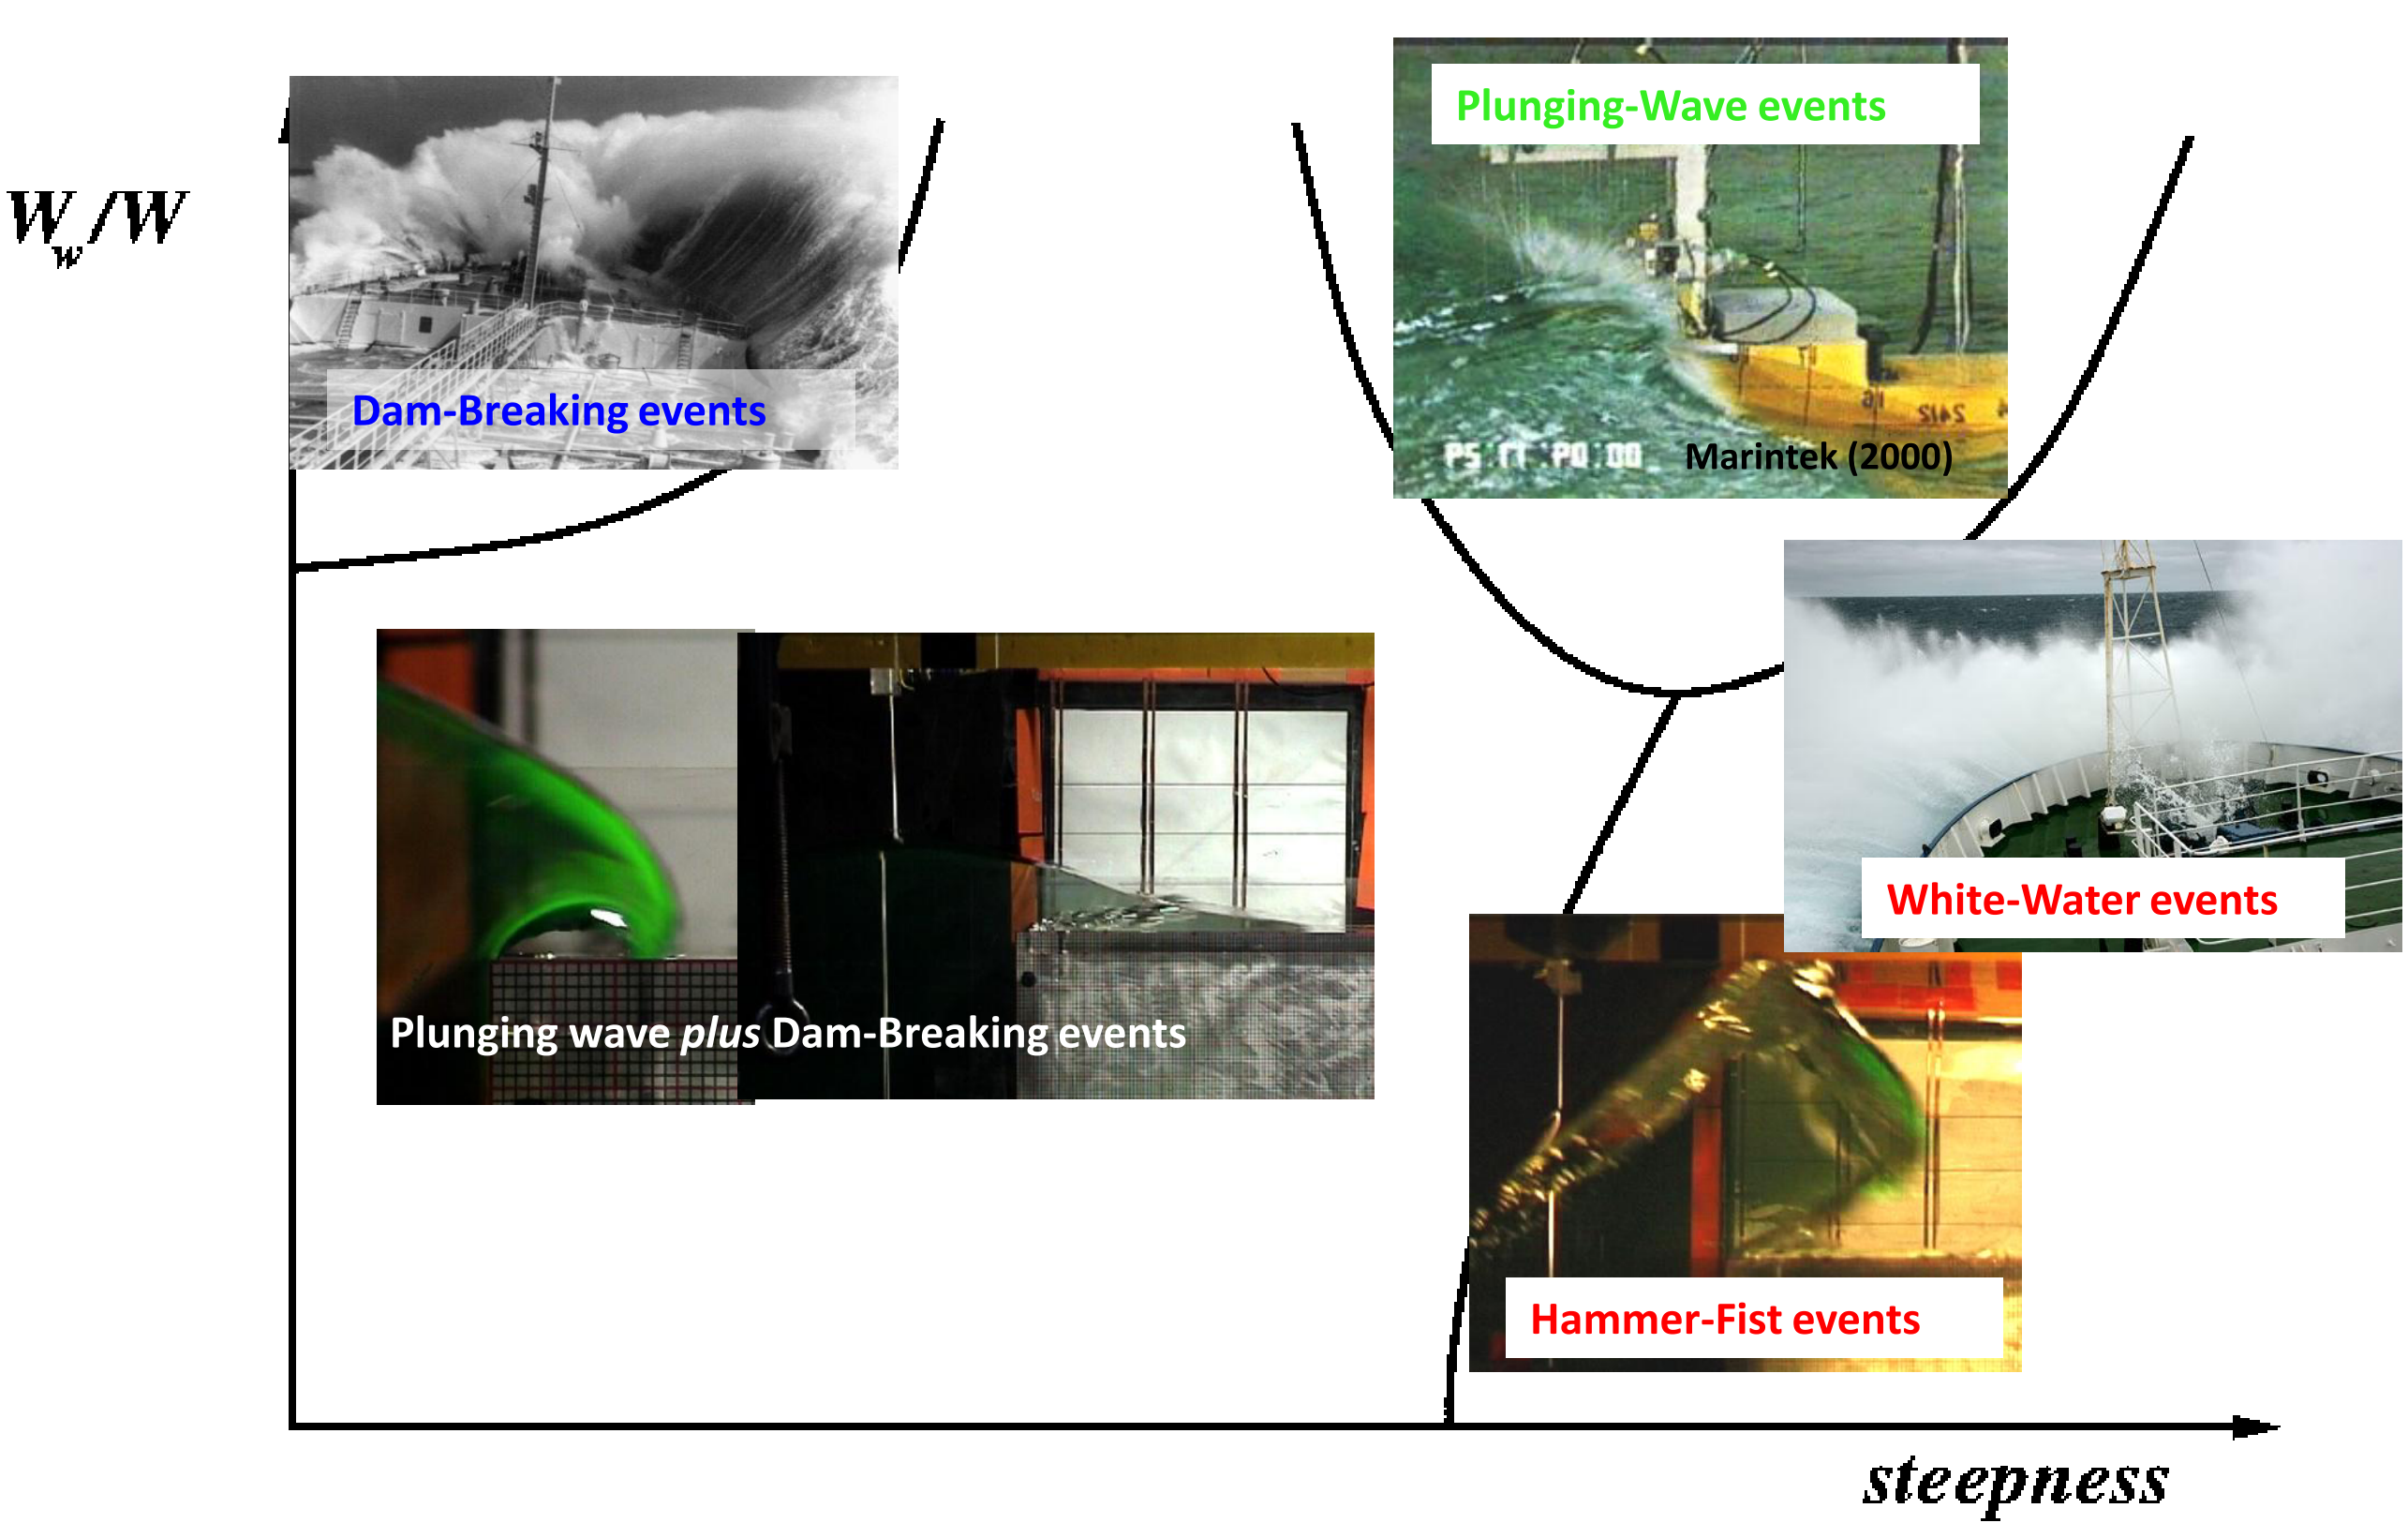 Plunging-Wave events
W_w/W
Dam-Breaking events
Marintek (2000)
White-Water events
Plunging wave plus Dam-Breaking events
Hammer-Fist events
steepness